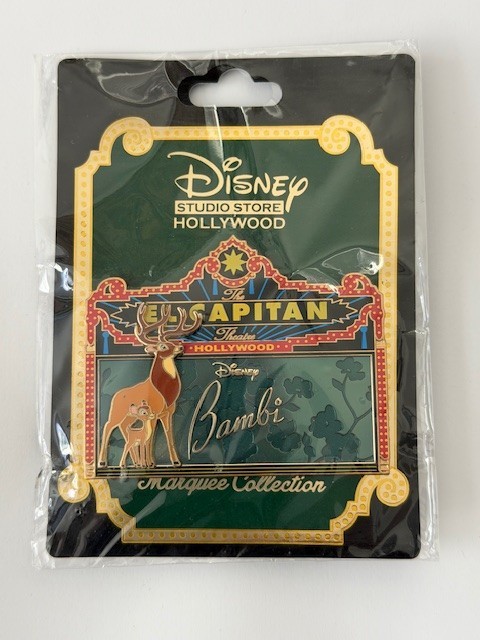 Disney
STUDIO STORE
HOLLYWOOD
The
EL CAPITAN
Theatre
HOLLYWOOD
Disney
Bambi
Marquee Collection